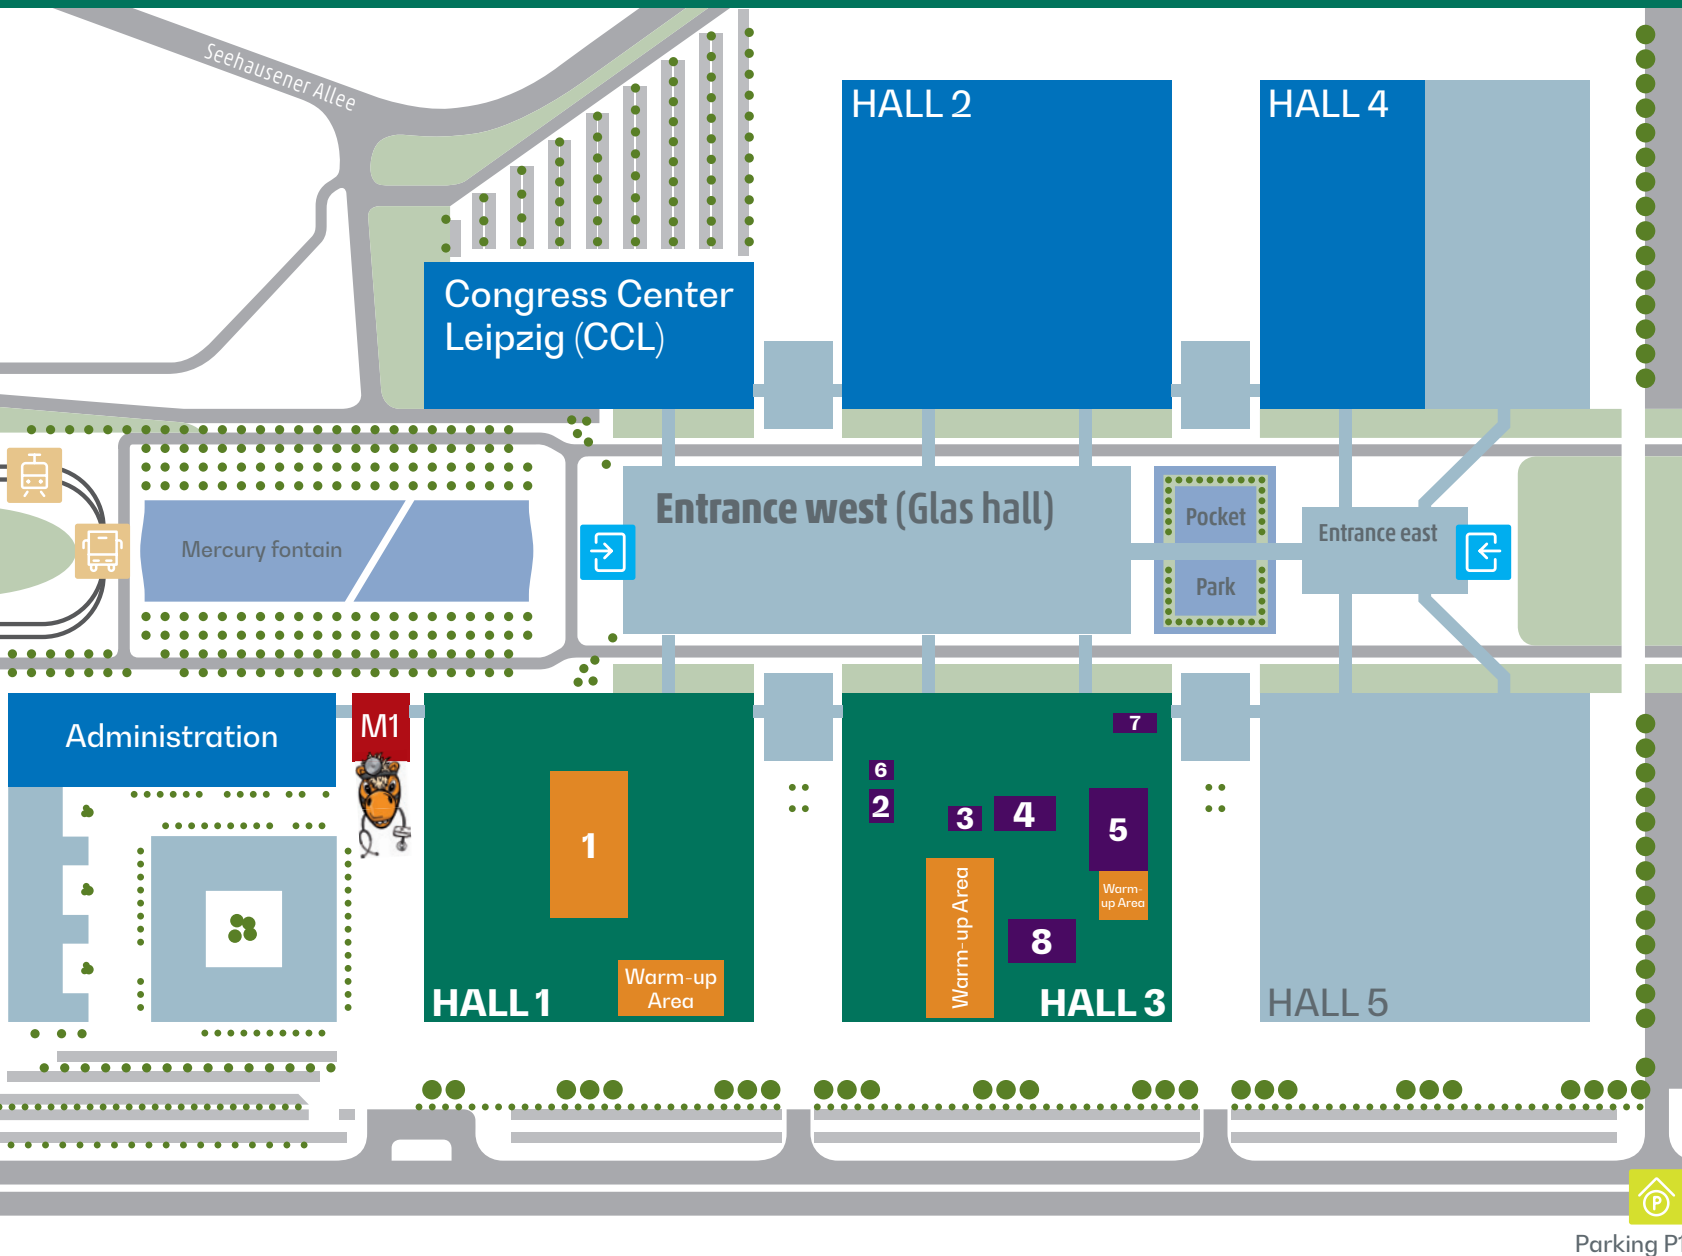 Seehausener Allee
HALL 2
HALL 4
Congress Center
Leipzig (CCL)
Entrance west (Glas hall)
Pocket
Park
Entrance east
Mercury fontain
Administration
M1
7
6
2
3
4
5
1
Warm-
up Area
Warm-up Area
8
Warm-up
Area
HALL 1
HALL 3
HALL 5
P
Parking P1